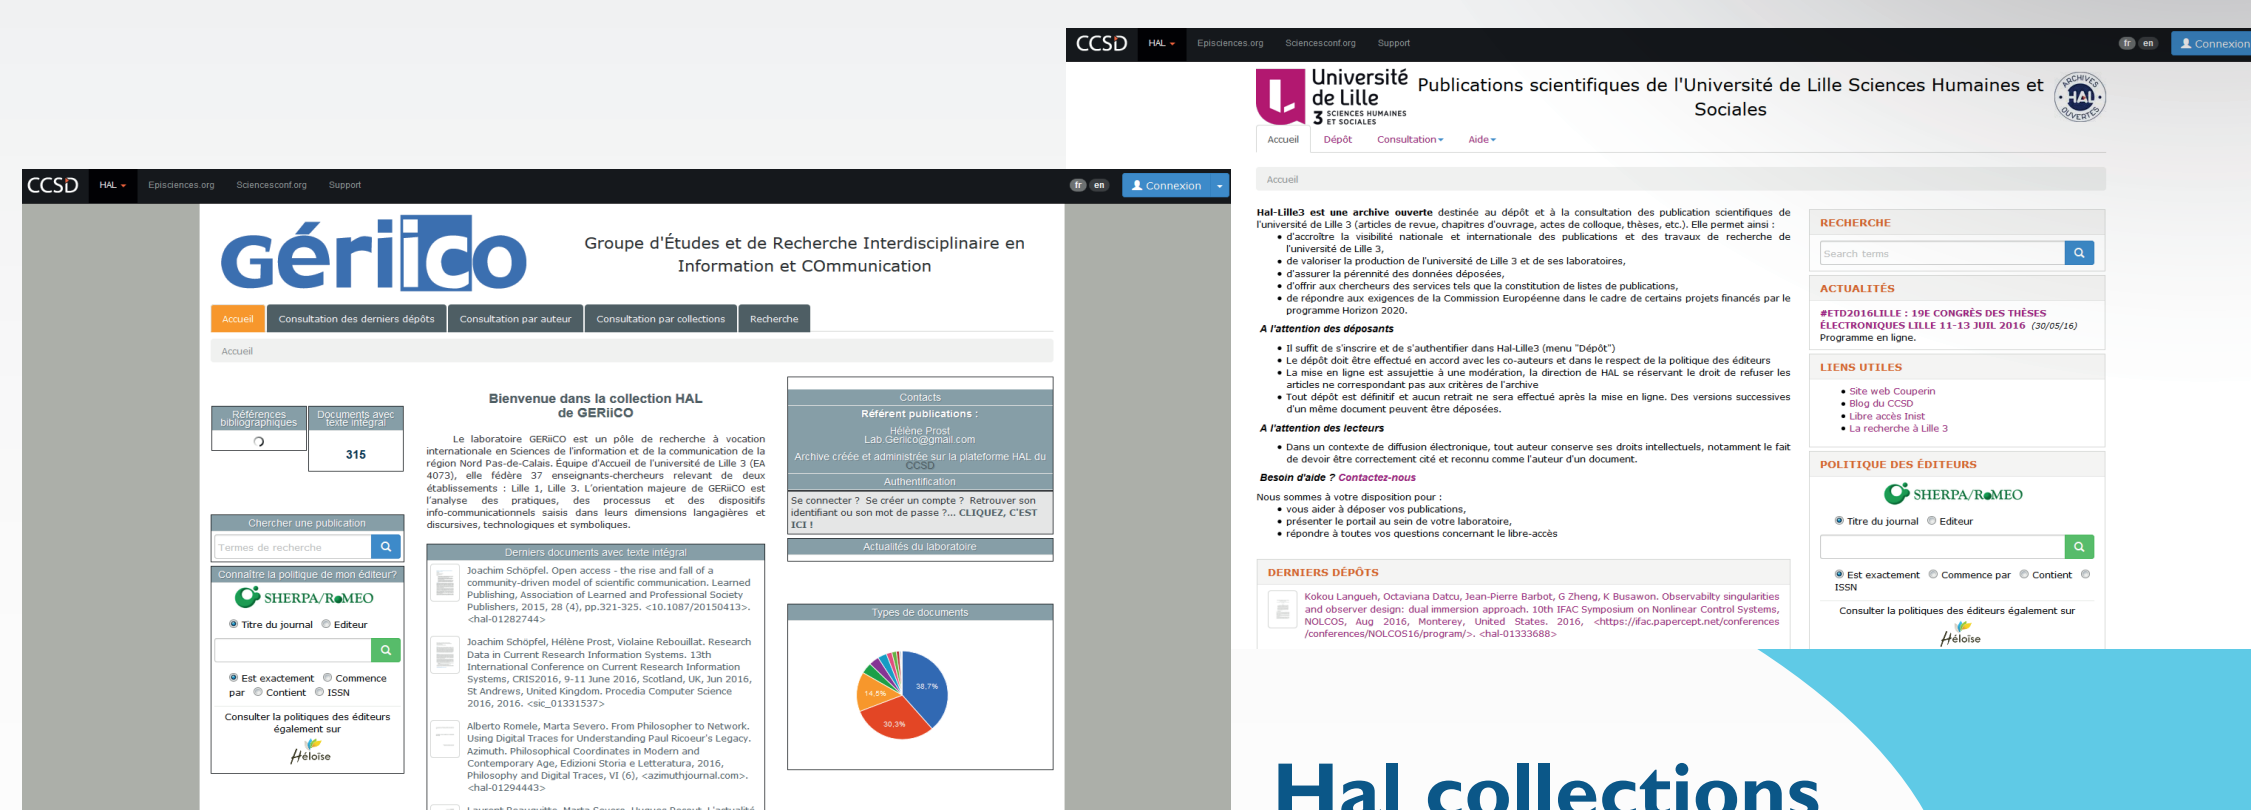 CCSD HAL Episciences.org Sciencesconf.org Support fr en Connexion
Université
de Lille
3 SCIENCES HUMAINES
ET SOCIALES
Publications scientifiques de l'Université de Lille Sciences Humaines et
Sociales
ARCHIVES
HAL
OUVERTES
Accueil Dépôt Consultation Aide
Accueil
Hal-Lille3 est une archive ouverte destinée au dépôt et à la consultation des publication scientifiques de
l'université de Lille 3 (articles de revue, chapitres d'ouvrage, actes de colloque, thèses, etc.). Elle permet ainsi :
• d'accroître la visibilité nationale et internationale des publications et des travaux de recherche de
l'université de Lille 3,
• de valoriser la production de l'université de Lille 3 et de ses laboratoires,
• d'assurer la pérennité des données déposées,
• d'offrir aux chercheurs des services tels que la constitution de listes de publications,
• de répondre aux exigences de la Commission Européenne dans le cadre de certains projets financés par le
programme Horizon 2020.
A l'attention des déposants
• Il suffit de s'inscrire et de s'authentifier dans Hal-Lille3 (menu "Dépôt")
• Le dépôt doit être effectué en accord avec les co-auteurs et dans le respect de la politique des éditeurs
• La mise en ligne est assujettie à une modération, la direction de HAL se réservant le droit de refuser les
articles ne correspondant pas aux critères de l'archive
• Tout dépôt est définitif et aucun retrait ne sera effectué après la mise en ligne. Des versions successives
d'un même document peuvent être déposées.
A l'attention des lecteurs
• Dans un contexte de diffusion électronique, tout auteur conserve ses droits intellectuels, notamment le fait
de devoir être correctement cité et reconnu comme l'auteur d'un document.
Besoin d'aide ? Contactez-nous
Nous sommes à votre disposition pour :
• vous aider à déposer vos publications,
• présenter le portail au sein de votre laboratoire,
• répondre à toutes vos questions concernant le libre-accès
DERNIERS DÉPÔTS
Kokou Langueh, Octaviana Datcu, Jean-Pierre Barbot, G Zheng, K Busawon. Observabilty singularities
and observer design: dual immersion approach. 10th IFAC Symposium on Nonlinear Control Systems,
NOLCOS, Aug 2016, Monterey, United States. 2016, <https://ifac.papercept.net/conferences
/conferences/NOLCOS16/program/>. <hal-01333688>
RECHERCHE
Search terms
ACTUALITÉS
#ETD2016LILLE : 19E CONGRÈS DES THÈSES
ÉLECTRONIQUES LILLE 11-13 JUIL 2016 (30/05/16)
Programme en ligne.
LIENS UTILES
• Site web Couperin
• Blog du CCSD
• Libre accès Inist
• La recherche à Lille 3
POLITIQUE DES ÉDITEURS
SHERPA/RoMEO
Titre du journal Editeur
Est exactement Commence par Contient
ISSN
Consulter la politiques des éditeurs également sur
Héloïse
CCSD HAL Episciences.org Sciencesconf.org Support fr en Connexion
Gériico
Groupe d'Études et de Recherche Interdisciplinaire en
Information et COmmunication
Accueil Consultation des derniers dépôts Consultation par auteur Consultation par collections Recherche
Accueil
Références
bibliographiques
Documents avec
texte intégral
315
Chercher une publication
Termes de recherche
Connaître la politique de mon éditeur?
SHERPA/RoMEO
Titre du journal Editeur
Est exactement Commence
par Contient ISSN
Consulter la politiques des éditeurs
également sur
Héloïse
Bienvenue dans la collection HAL
de GERiiCO
Le laboratoire GERiiCO est un pôle de recherche à vocation
internationale en Sciences de l'information et de la communication de la
région Nord Pas-de-Calais. Équipe d'Accueil de l'université de Lille 3 (EA
4073), elle fédère 37 enseignants-chercheurs relevant de deux
établissements : Lille 1, Lille 3. L'orientation majeure de GERiiCO est
l'analyse des pratiques, des processus et des dispositifs
info-communicationnels saisis dans leurs dimensions langagières et
discursives, technologiques et symboliques.
Derniers documents avec texte intégral
Joachim Schöpfel. Open access - the rise and fall of a
community-driven model of scientific communication. Learned
Publishing, Association of Learned and Professional Society
Publishers, 2015, 28 (4), pp.321-325. <10.1087/20150413>.
<hal-01282744>
Joachim Schöpfel, Hélène Prost, Violaine Rebouillat. Research
Data in Current Research Information Systems. 13th
International Conference on Current Research Information
Systems, CRIS2016, 9-11 June 2016, Scotland, UK, Jun 2016,
St Andrews, United Kingdom. Procedia Computer Science
2016, 2016. <sic_01331537>
Alberto Romele, Marta Severo. From Philosopher to Network.
Using Digital Traces for Understanding Paul Ricoeur's Legacy.
Azimuth. Philosophical Coordinates in Modern and
Contemporary Age, Edizioni Storia e Letteratura, 2016,
Philosophy and Digital Traces, VI (6), <azimuthjournal.com>.
<hal-01294443>
Laurent Beauguitte, Marta Severo, Hugues Pecout. L'actualité
Contacts
Référent publications :
Hélène Prost
Lab.Geriico@gmail.com
Archive créée et administrée sur la plateforme HAL du
CCSD
Authentification
Se connecter ? Se créer un compte ? Retrouver son
identifiant ou son mot de passe ?... CLIQUEZ, C'EST
ICI !
Actualités du laboratoire
Types de documents
38,7%
14,5%
30,3%
Hal collections